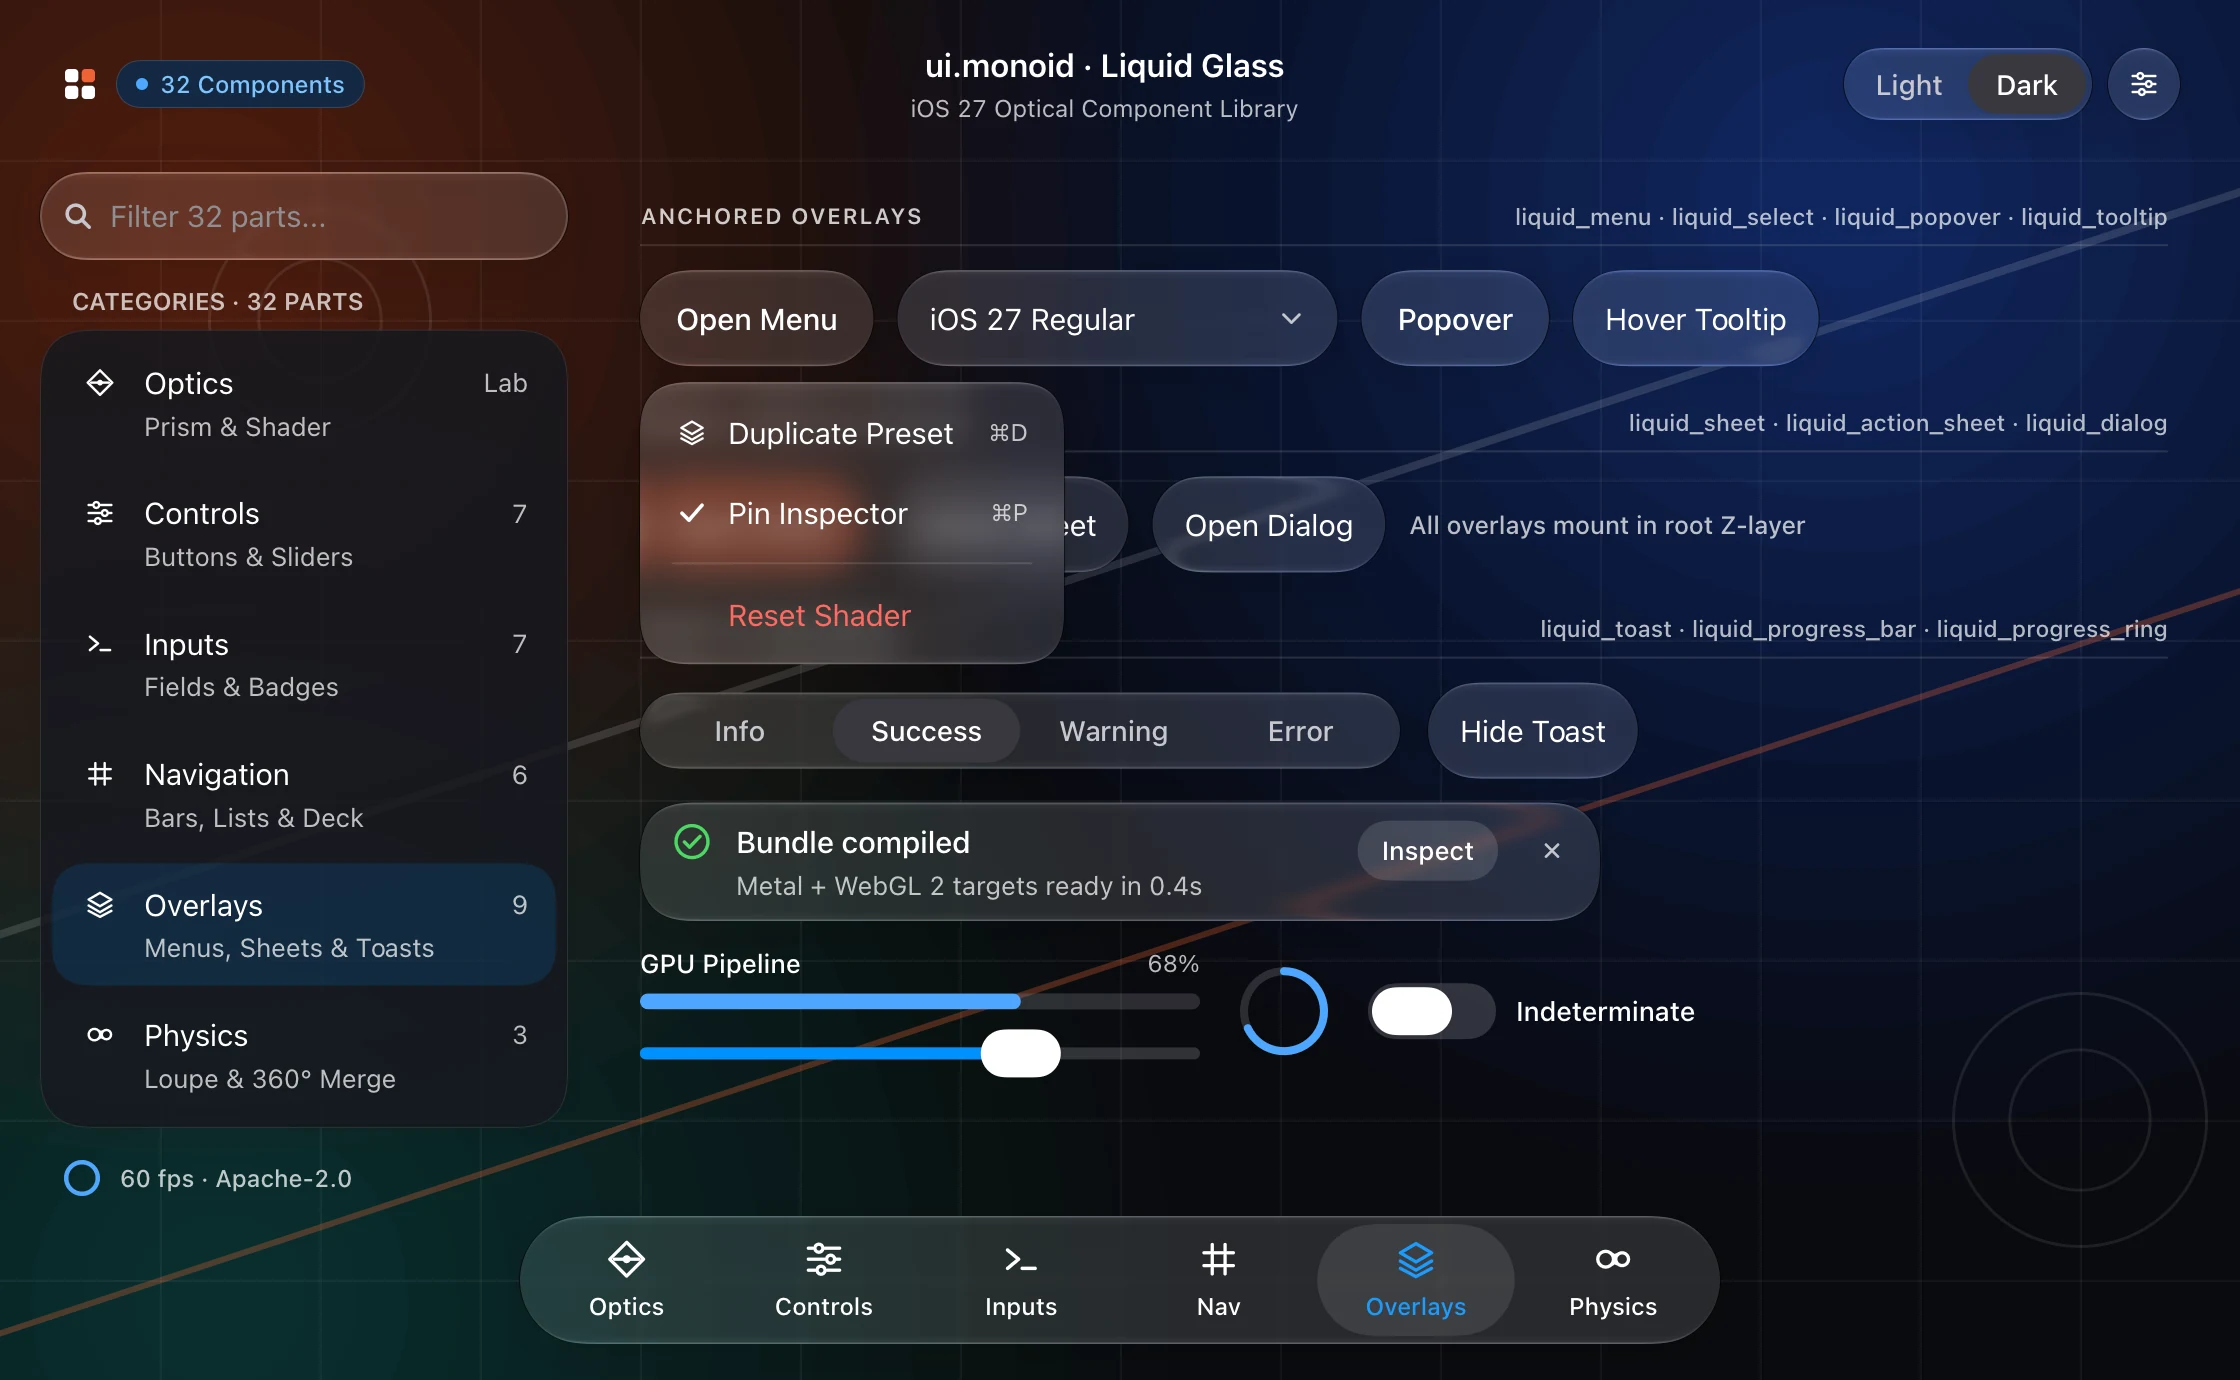 32 Components
ui.monoid · Liquid Glass
iOS 27 Optical Component Library
Light
Dark
Filter 32 parts...
CATEGORIES · 32 PARTS
Optics
Lab
Prism & Shader
Controls
7
Buttons & Sliders
Inputs
7
Fields & Badges
Navigation
6
Bars, Lists & Deck
Overlays
9
Menus, Sheets & Toasts
Physics
3
Loupe & 360° Merge
60 fps · Apache-2.0
ANCHORED OVERLAYS
liquid_menu · liquid_select · liquid_popover · liquid_tooltip
Open Menu
iOS 27 Regular
Popover
Hover Tooltip
Duplicate Preset ⌘D
Pin Inspector ⌘P
Reset Shader
liquid_sheet · liquid_action_sheet · liquid_dialog
Open Dialog
All overlays mount in root Z-layer
liquid_toast · liquid_progress_bar · liquid_progress_ring
Info
Success
Warning
Error
Hide Toast
Bundle compiled
Metal + WebGL 2 targets ready in 0.4s
Inspect
GPU Pipeline
68%
Indeterminate
Optics
Controls
Inputs
Nav
Overlays
Physics